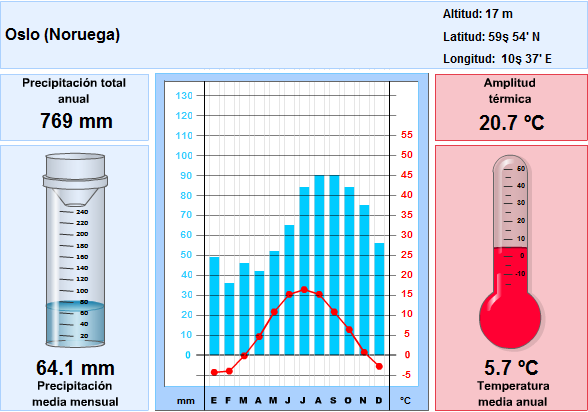 Oslo (Noruega)
Altitud: 17 m
Latitud: 59ş 54' N
Longitud: 10ş 37' E
Precipitación total
anual
769 mm
240
220
200
180
160
140
120
100
80
60
40
20
64.1 mm
Precipitación
media mensual
130
120
110
100
90
80
70
60
50
40
30
20
10
0
55
50
45
40
35
30
25
20
15
10
5
0
-5
mm E F M A M J J A S O N D ºC
Amplitud
térmica
20.7 ºC
50
40
30
20
10
0
-10
5.7 ºC
Temperatura
media anual